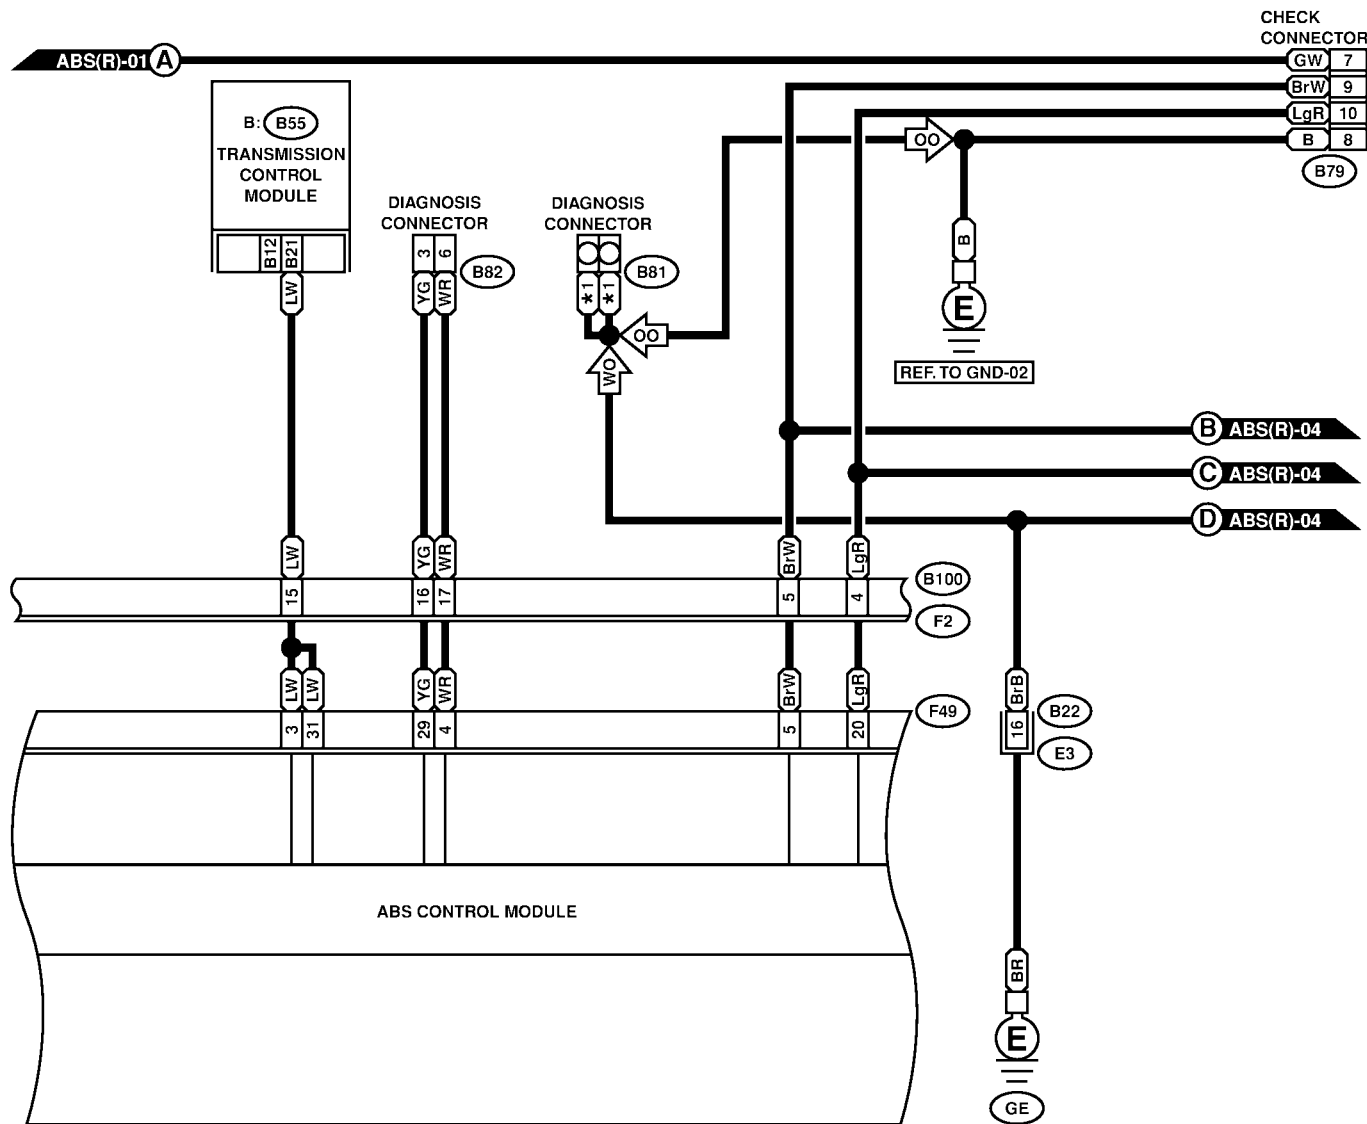 CHECK
CONNECTOR
ABS(R)-01 A
GW 7
BrW 9
LgR 10
B 8
B79
B: B55
TRANSMISSION
CONTROL
MODULE
B12 B21
LW
DIAGNOSIS
CONNECTOR
3 6
B82
YG WR
DIAGNOSIS
CONNECTOR
B81
*1 *1
OO
OO
WO
B
E
REF. TO GND-02
B ABS(R)-04
C ABS(R)-04
D ABS(R)-04
LW YG WR BrW LgR
15 16 17 5 4
B100
F2
LW LW YG WR BrW LgR
3 31 29 4 5 20
F49
BrB
16
B22
E3
ABS CONTROL MODULE
BR
E
GE